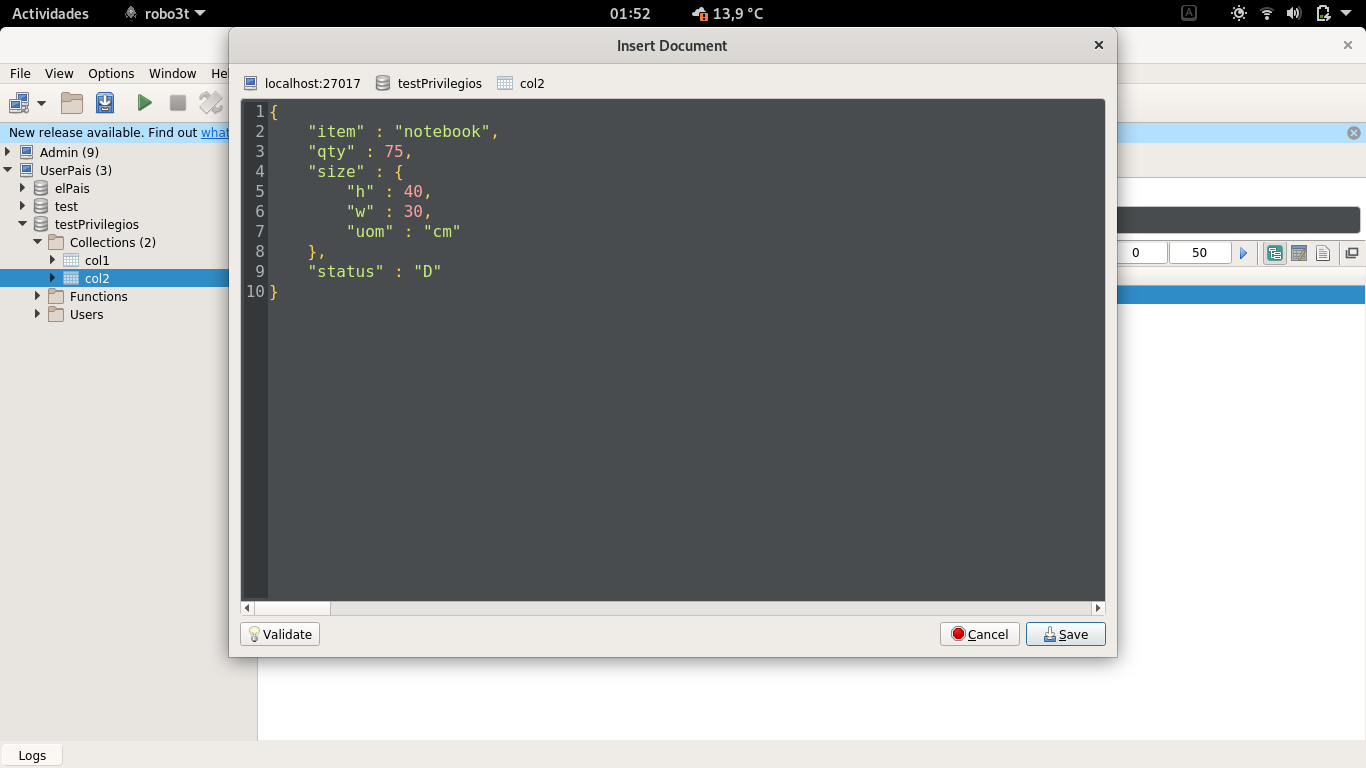 Actividades robo3t 01:52 13,9 °C A
Insert Document
File View Options Window He
localhost:27017 testPrivilegios col2
New release available. Find out what
Admin (9)
UserPais (3)
elPais
test
testPrivilegios
Collections (2)
col1
col2
Functions
Users
1 {
2 "item" : "notebook",
3 "qty" : 75,
4 "size" : {
5 "h" : 40,
6 "w" : 30,
7 "uom" : "cm"
8 },
9 "status" : "D"
10 }
0 50
Validate Cancel Save
Logs